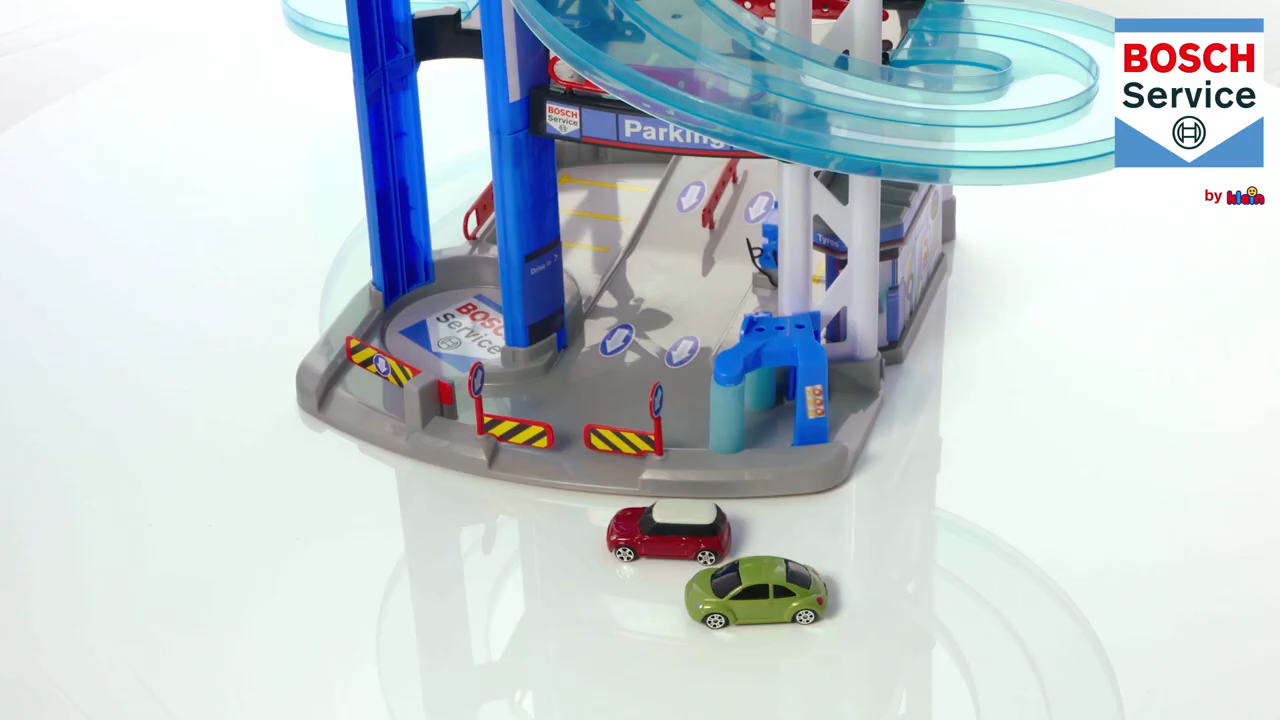 BOSCH
Service
by klein
BOSCH
Service
Parking
Tyres
Drive in >
BOSCH
Service